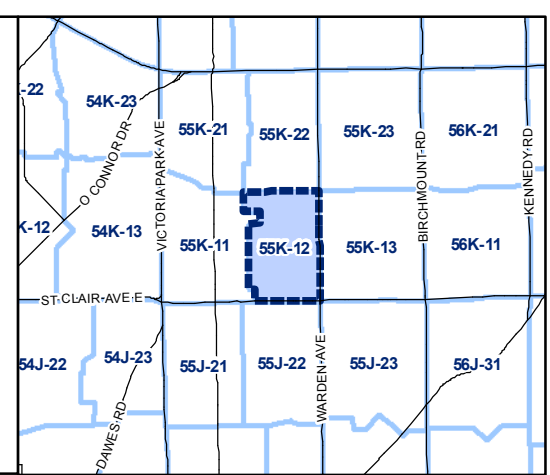 -22
54K-23
55K-21
55K-22
55K-23
56K-21
O CONNOR DR
VICTORIA PARK AVE
BIRCHMOUNT RD
KENNEDY RD
K-12
54K-13
55K-11
55K-12
55K-13
56K-11
ST CLAIR AVE E
54J-22
54J-23
55J-21
55J-22
55J-23
56J-31
WARDEN AVE
DAWES RD